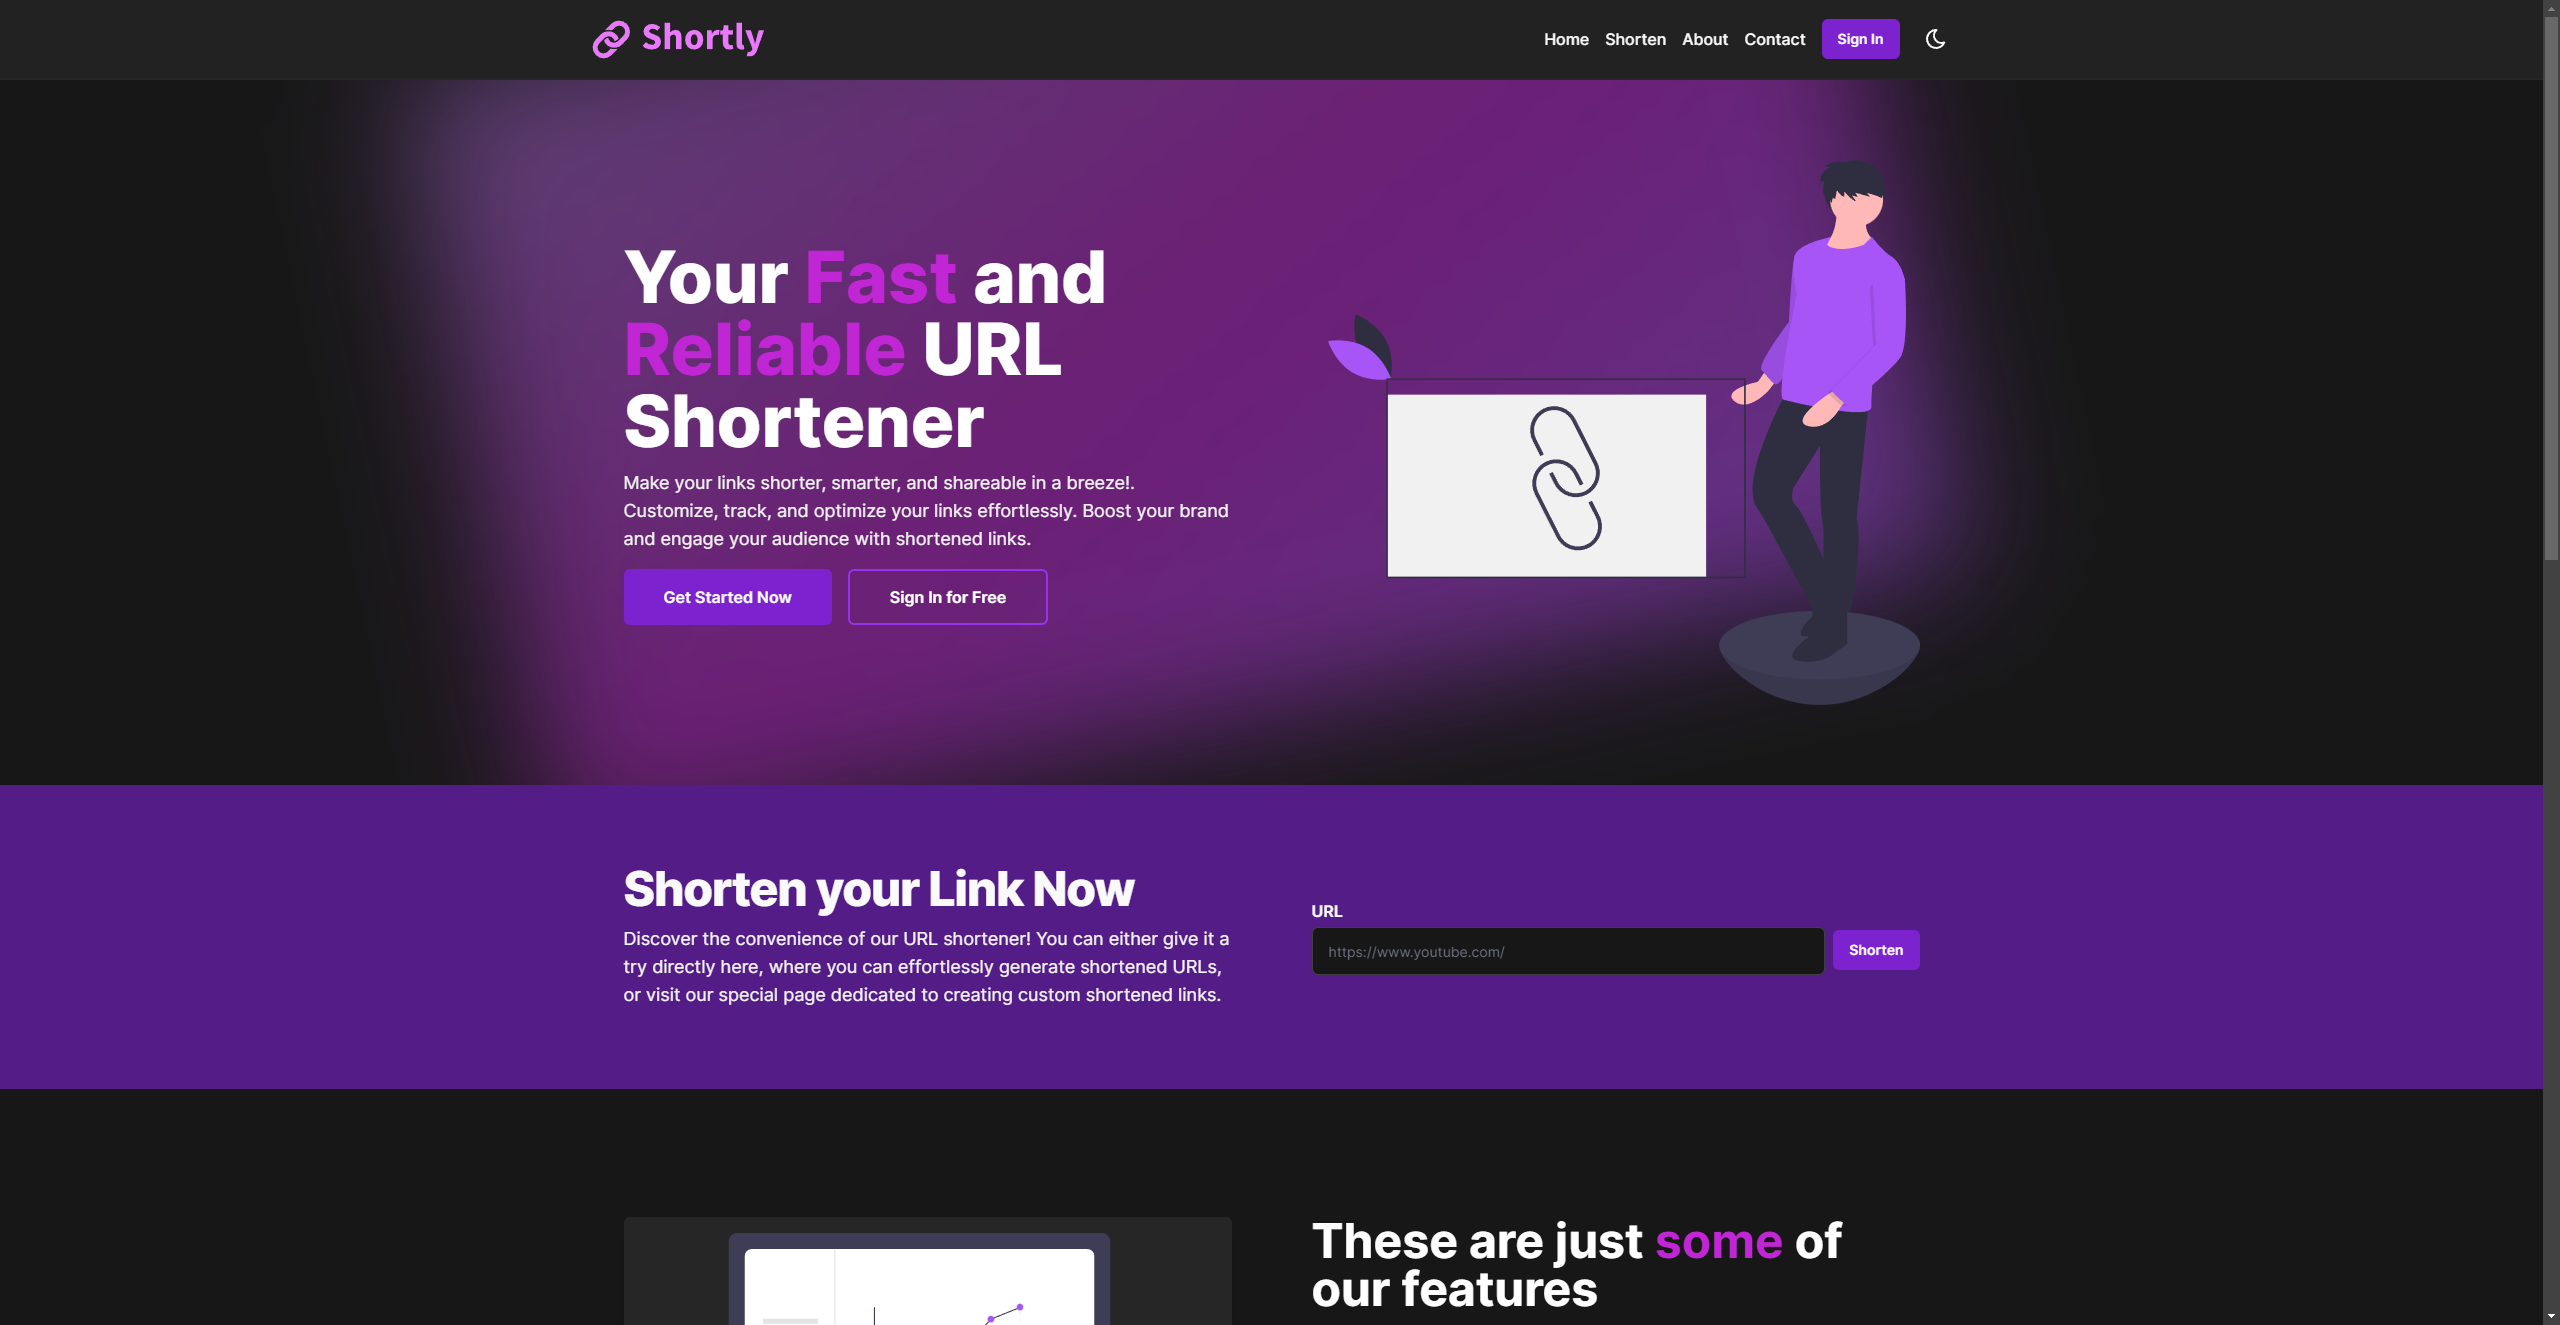 Shortly
Home Shorten About Contact Sign In
Your Fast and
Reliable URL
Shortener
Make your links shorter, smarter, and shareable in a breeze!.
Customize, track, and optimize your links effortlessly. Boost your brand
and engage your audience with shortened links.
Get Started Now Sign In for Free
Shorten your Link Now
Discover the convenience of our URL shortener! You can either give it a
try directly here, where you can effortlessly generate shortened URLs,
or visit our special page dedicated to creating custom shortened links.
URL
https://www.youtube.com/ Shorten
These are just some of
our features